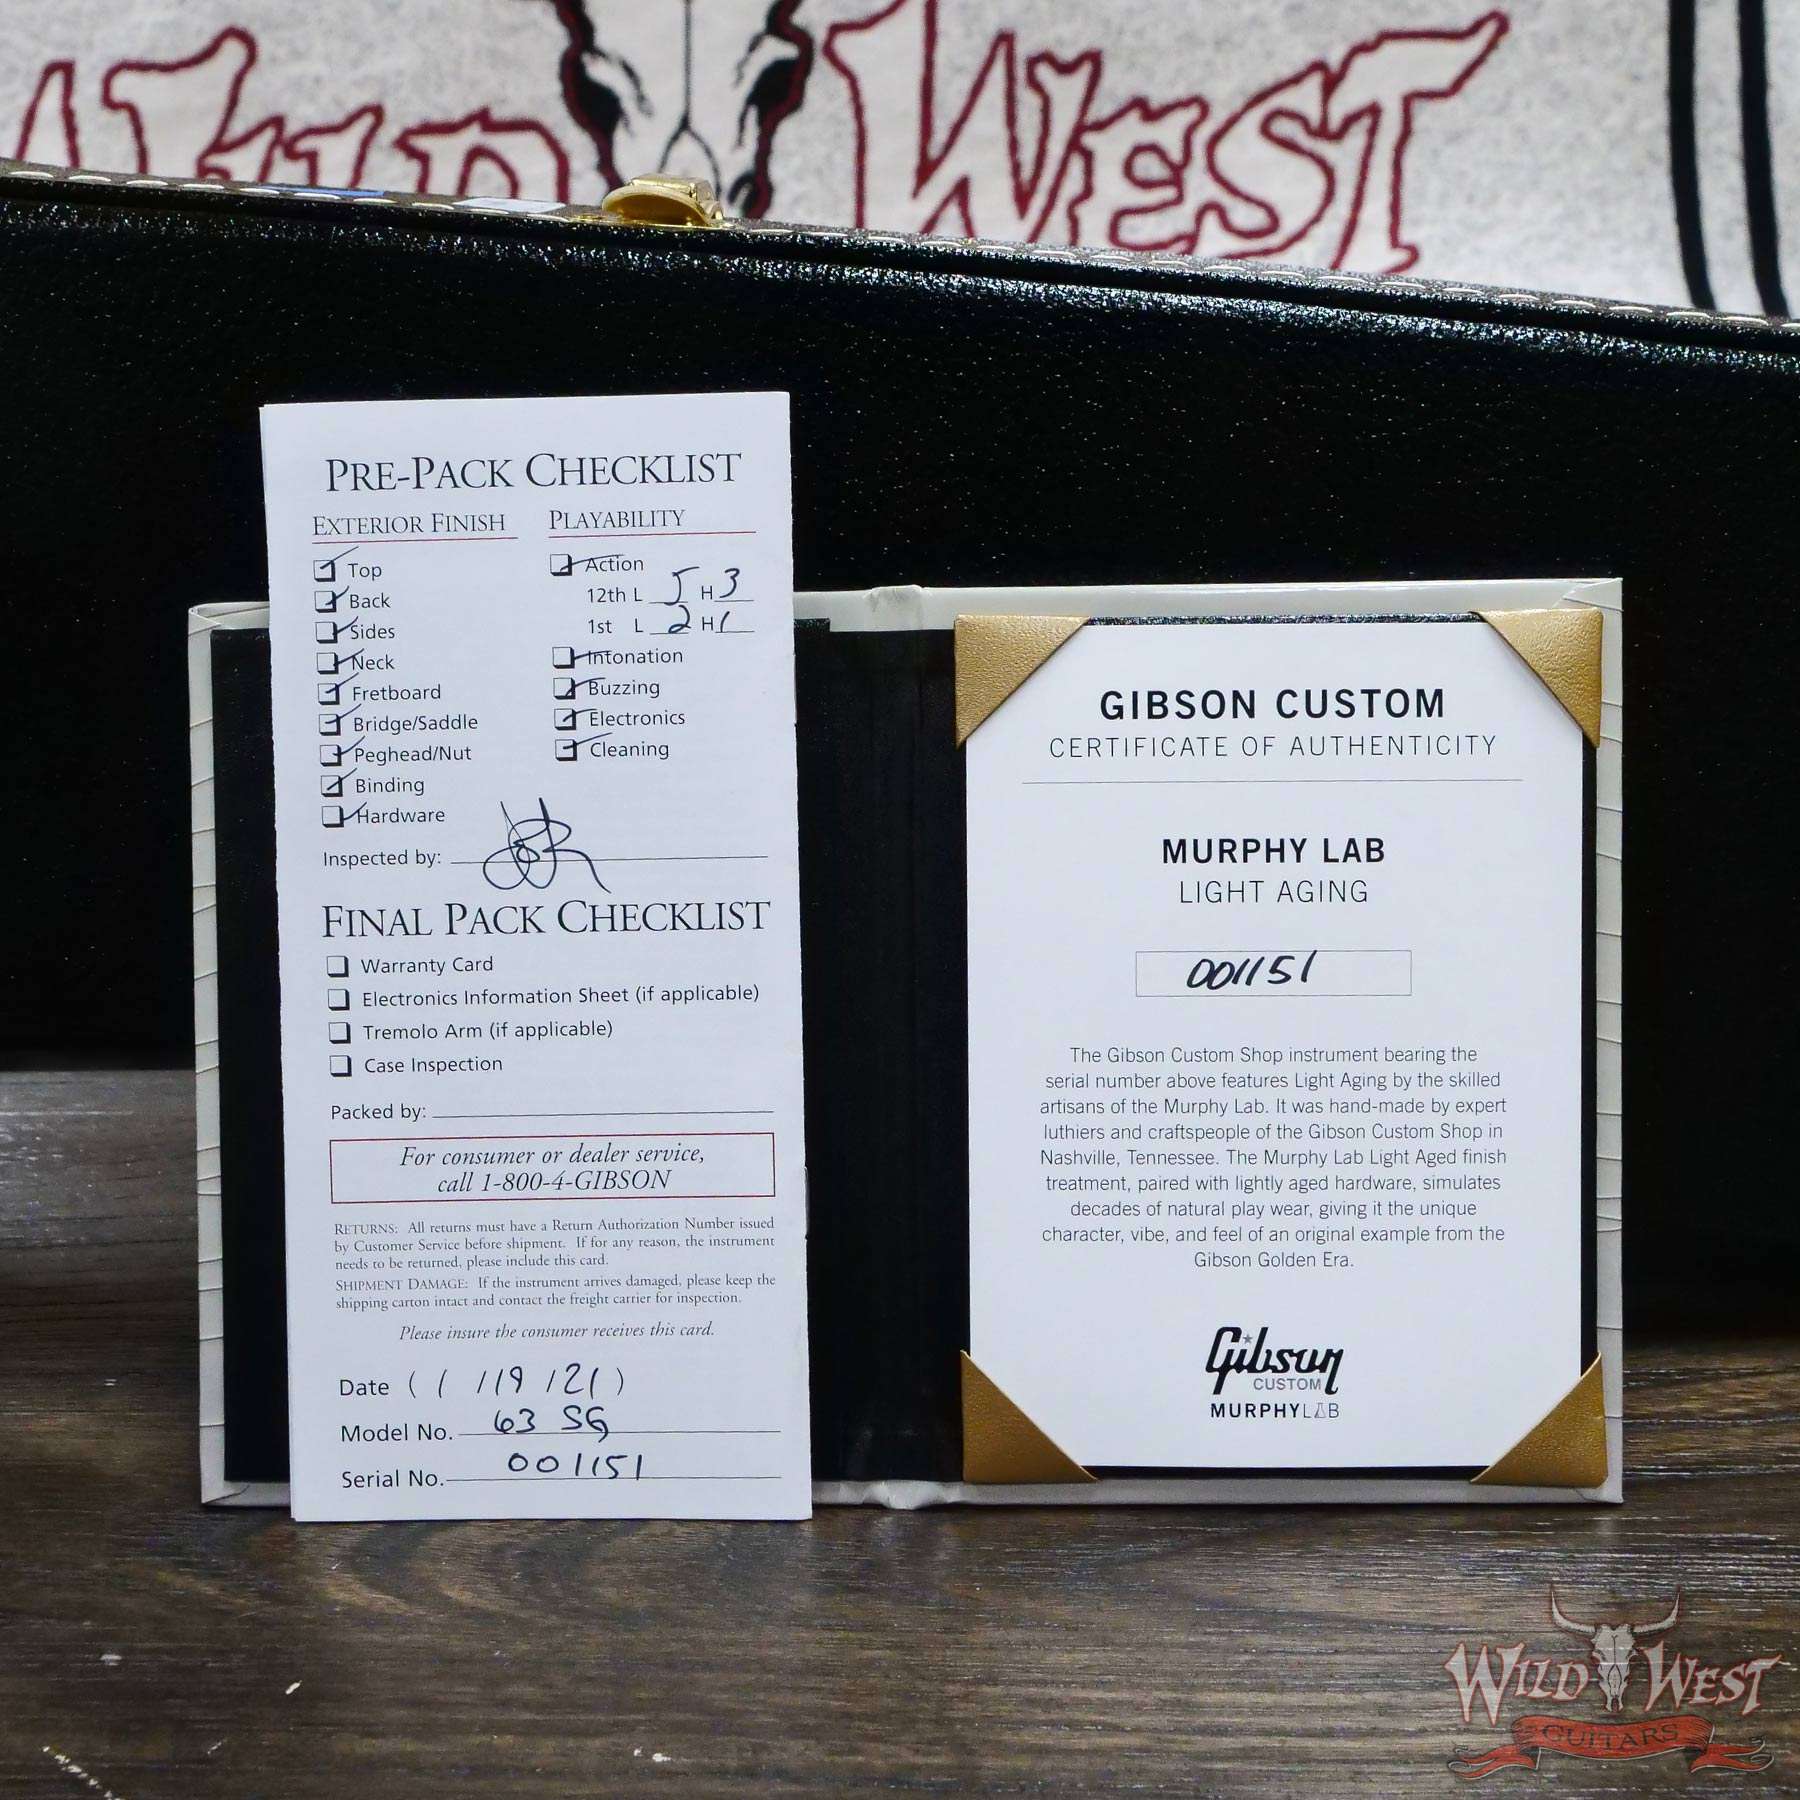 WILD WEST
PRE-PACK CHECKLIST
EXTERIOR FINISH
Top
Back
Sides
Neck
Fretboard
Bridge/Saddle
Peghead/Nut
Binding
Hardware
PLAYABILITY
Action
12th L 5 H 3
1st L 2 H 1
Intonation
Buzzing
Electronics
Cleaning
Inspected by:
FINAL PACK CHECKLIST
Warranty Card
Electronics Information Sheet (if applicable)
Tremolo Arm (if applicable)
Case Inspection
Packed by:
For consumer or dealer service,
call 1-800-4-GIBSON
RETURNS: All returns must have a Return Authorization Number issued
by Customer Service before shipment. If for any reason, the instrument
needs to be returned, please include this card.
SHIPMENT DAMAGE: If the instrument arrives damaged, please keep the
shipping carton intact and contact the freight carrier for inspection.
Please insure the consumer receives this card.
Date ( 1 /19 /21 )
Model No. 63 SG
Serial No. 001151
GIBSON CUSTOM
CERTIFICATE OF AUTHENTICITY
MURPHY LAB
LIGHT AGING
001151
The Gibson Custom Shop instrument bearing the
serial number above features Light Aging by the skilled
artisans of the Murphy Lab. It was hand-made by expert
luthiers and craftspeople of the Gibson Custom Shop in
Nashville, Tennessee. The Murphy Lab Light Aged finish
treatment, paired with lightly aged hardware, simulates
decades of natural play wear, giving it the unique
character, vibe, and feel of an original example from the
Gibson Golden Era.
Gibson
CUSTOM
MURPHYLAB
WILD WEST
GUITARS